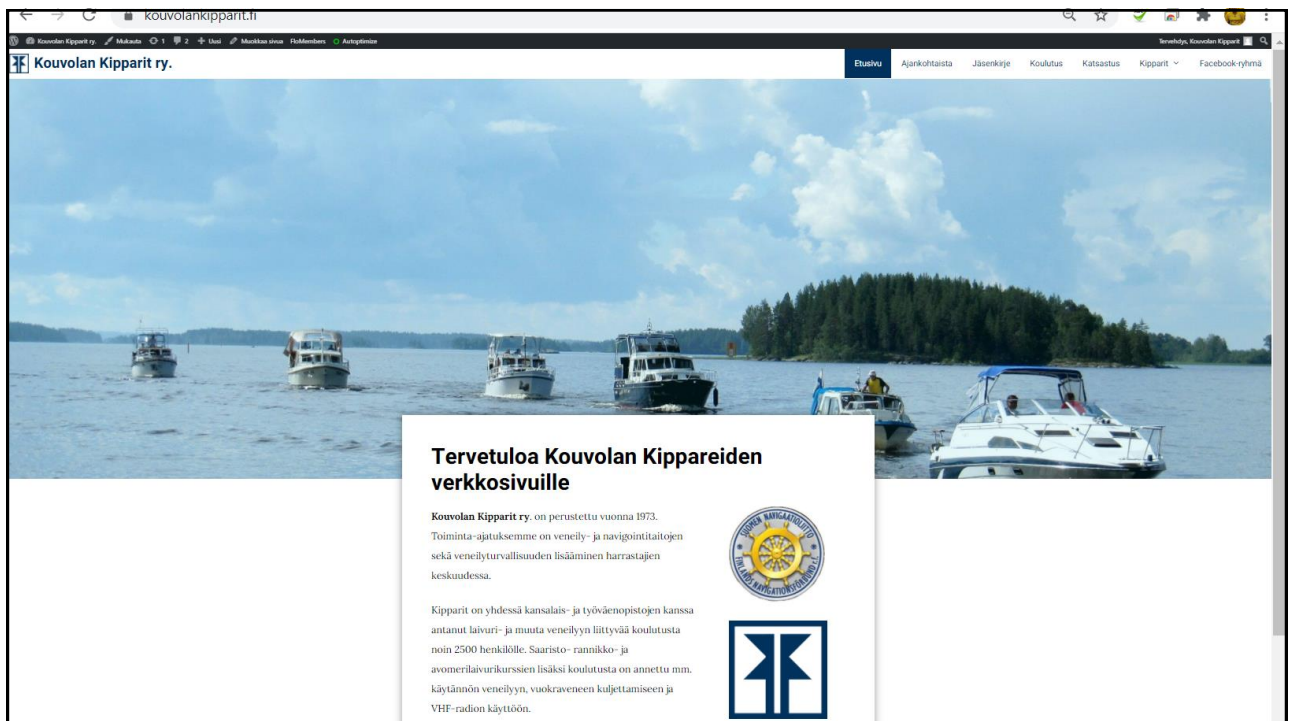 kouvolankipparit.fi
Kouvolan Kipparit ry. Mukauta 1 2 Uusi Muokkaa sivua FloMembers Autoptimize Tervehdys, Kouvolan Kipparit
Kouvolan Kipparit ry. Etusivu Ajankohtaista Jäsenkirje Koulutus Katsastus Kipparit Facebook-ryhmä
Tervetuloa Kouvolan Kippareiden
verkkosivuille
Kouvolan Kipparit ry. on perustettu vuonna 1973.
Toiminta-ajatuksemme on veneily- ja navigointitaitojen
sekä veneilyturvallisuuden lisääminen harrastajien
keskuudessa.
SUOMEN NAVIGAATIOLIITTO
FINLANDS NAVIGATIONSFÖRBUND r.f.
Kipparit on yhdessä kansalais- ja työväenopistojen kanssa
antanut laivuri- ja muuta veneilyyn liittyvää koulutusta
noin 2500 henkilölle. Saaristo- rannikko- ja
avomerilaivurikurssien lisäksi koulutusta on annettu mm.
käytännön veneilyyn, vuokraveneen kuljettamiseen ja
VHF-radion käyttöön.